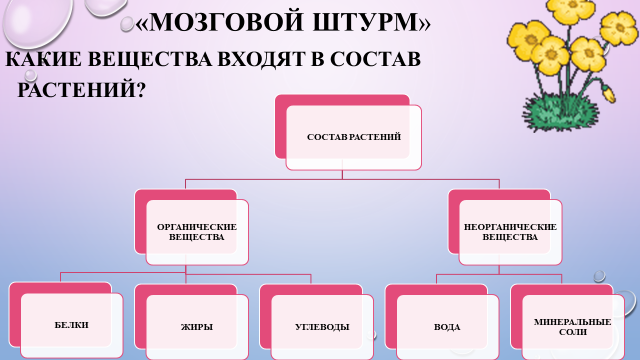 «МОЗГОВОЙ ШТУРМ»
КАКИЕ ВЕЩЕСТВА ВХОДЯТ В СОСТАВ
РАСТЕНИЙ?
СОСТАВ РАСТЕНИЙ
ОРГАНИЧЕСКИЕ
ВЕЩЕСТВА
НЕОРГАНИЧЕСКИЕ
ВЕЩЕСТВА
БЕЛКИ
ЖИРЫ
УГЛЕВОДЫ
ВОДА
МИНЕРАЛЬНЫЕ
СОЛИ